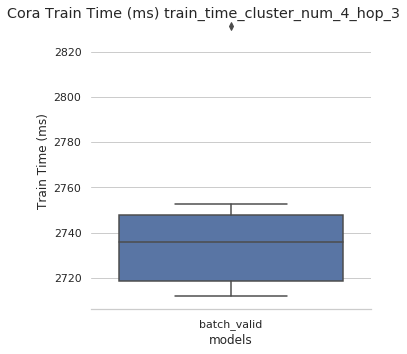 Cora Train Time (ms) train_time_cluster_num_4_hop_3
2820
2800
2780
2760
2740
2720
Train Time (ms)
batch_valid
models